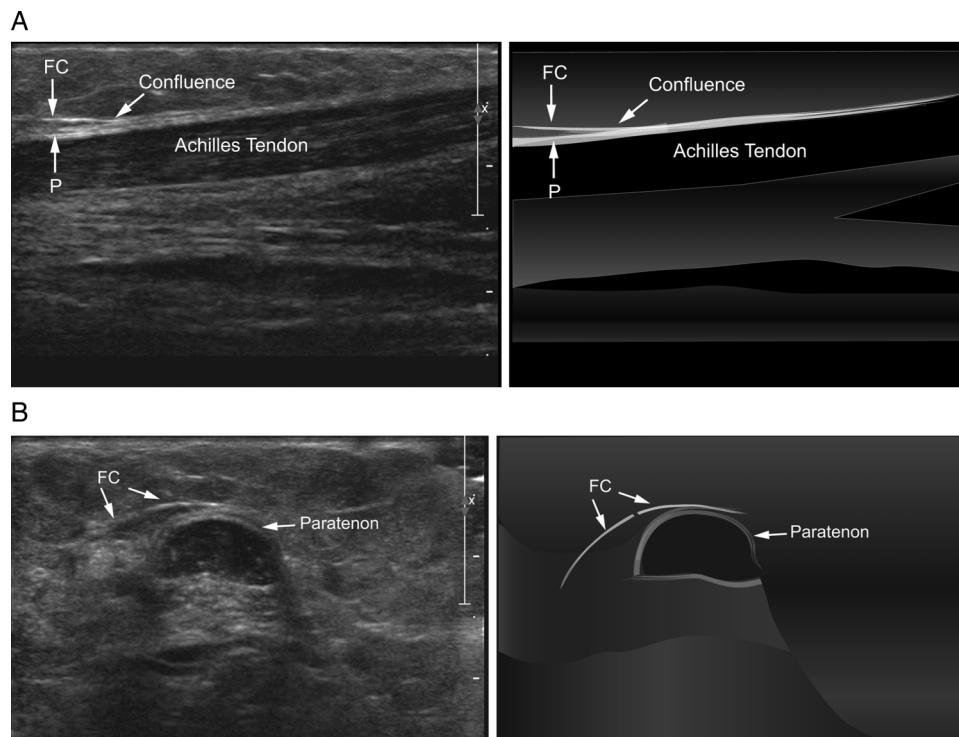 A
FC
Confluence
x
Achilles Tendon
P
FC
Confluence
Achilles Tendon
P
B
FC
x
Paratenon
FC
Paratenon